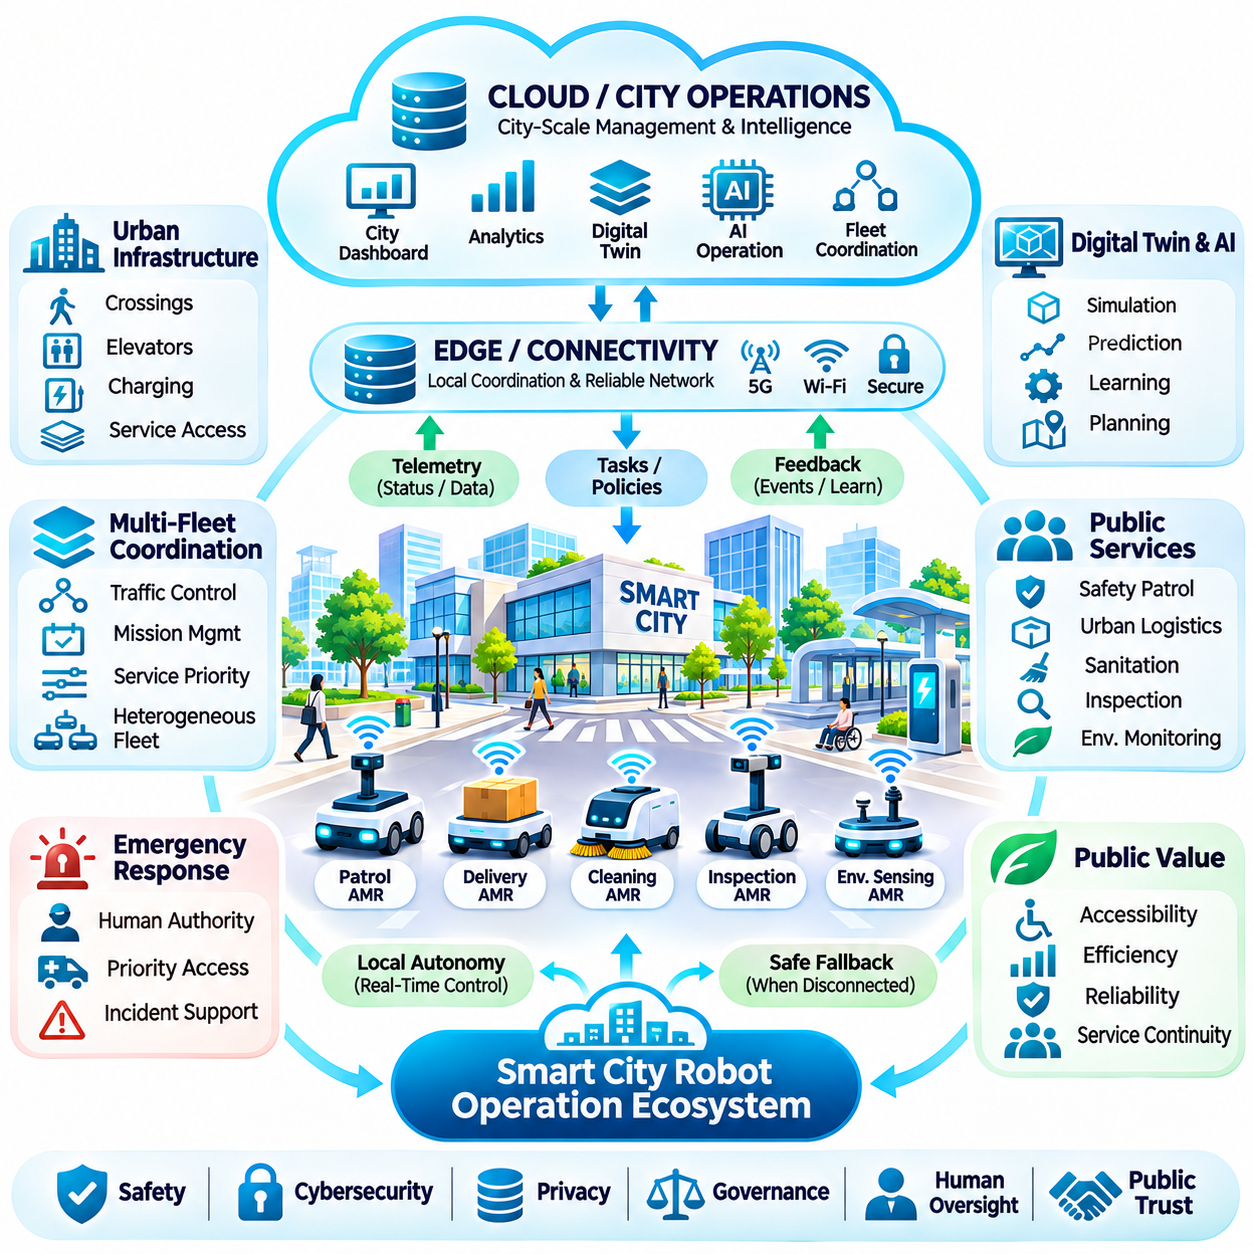 CLOUD / CITY OPERATIONS
City-Scale Management & Intelligence
City
Dashboard
Analytics
Digital
Twin
AI
AI
Operation
Fleet
Coordination
Urban
Infrastructure
Crossings
Elevators
Charging
Service Access
Digital Twin & AI
Simulation
Prediction
Learning
Planning
EDGE / CONNECTIVITY
Local Coordination & Reliable Network
5G
Wi-Fi
Secure
Telemetry
(Status / Data)
Tasks /
Policies
Feedback
(Events / Learn)
Multi-Fleet
Coordination
Traffic Control
Mission Mgmt
Service Priority
Heterogeneous
Fleet
SMART
CITY
Public
Services
Safety Patrol
Urban Logistics
Sanitation
Inspection
Env. Monitoring
Patrol
AMR
Delivery
AMR
Cleaning
AMR
Inspection
AMR
Env. Sensing
AMR
Emergency
Response
Human Authority
Priority Access
Incident Support
Public Value
Accessibility
Efficiency
Reliability
Service Continuity
Local Autonomy
(Real-Time Control)
Safe Fallback
(When Disconnected)
Smart City Robot
Operation Ecosystem
Safety
Cybersecurity
Privacy
Governance
Human
Oversight
Public
Trust